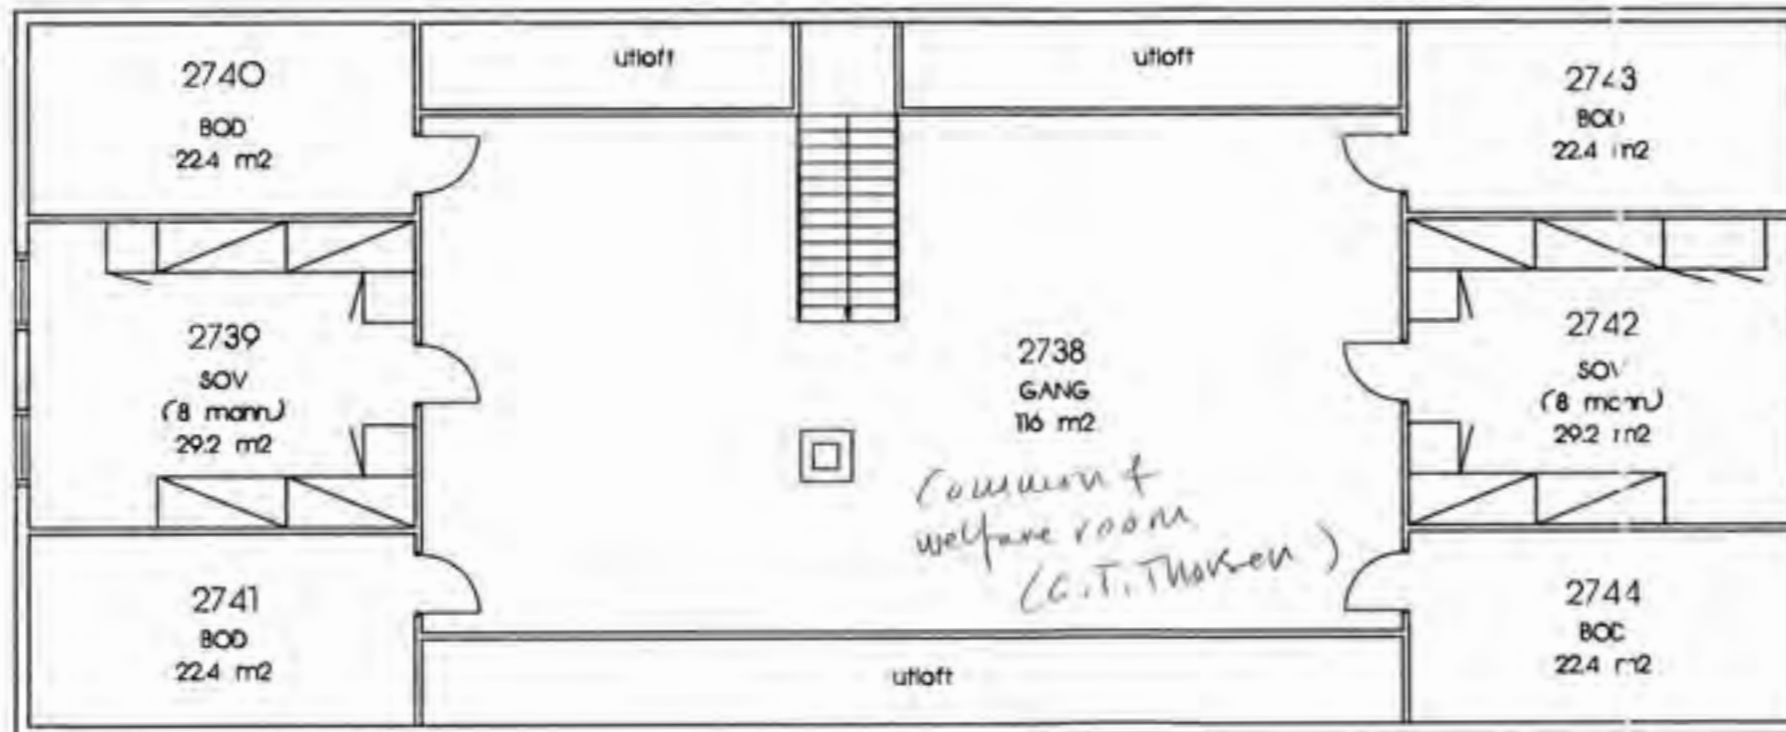 2740
BOD
22.4 m2
utloft
utloft
2743
BOD
22.4 m2
2739
SOV
(8 mann)
29.2 m2
2738
GANG
116 m2
2742
SOV
(8 mann)
29.2 m2
Common &
welfare room
(G.T. Thorsen)
2741
BOD
22.4 m2
utloft
2744
BOD
22.4 m2